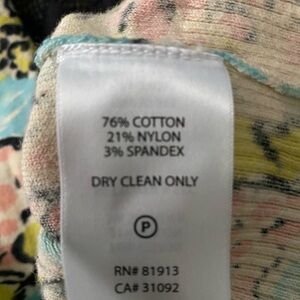 76% COTTON
21% NYLON
3% SPANDEX
DRY CLEAN ONLY
P
RN# 81913
CA# 31092